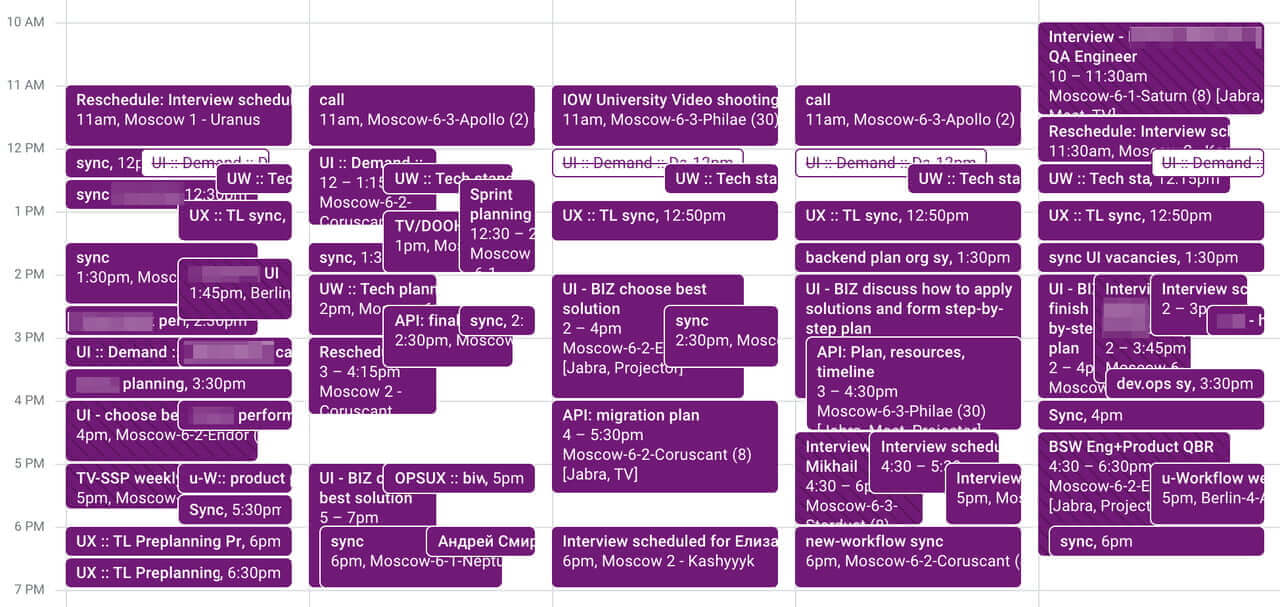 10 AM
11 AM
12 PM
1 PM
2 PM
3 PM
4 PM
5 PM
6 PM
7 PM
Reschedule: Interview schedu
11am, Moscow 1 - Uranus
sync, 12p
UI :: Demand :: D
UW :: Tec
sync
12:30pm
UX :: TL sync,
sync
1:30pm, Mosc
UI
1:45pm, Berlin
perf, 2:30pm
UI :: Demand :
ca
planning, 3:30pm
UI - choose be
4pm, Moscow-6-2-Endor (
perform
TV-SSP weekly
5pm, Moscow
u-W:: product
Sync, 5:30pm
UX :: TL Preplanning Pr, 6pm
UX :: TL Preplanning, 6:30pm
call
11am, Moscow-6-3-Apollo (2)
UI :: Demand ::
12 – 1:15
Moscow-6-2-
Coruscant
UW :: Tech sta
Sprint
planning
12:30 – 2
Moscow
-6-1
TV/DOOH
1pm, Mos
sync, 1:3
UW :: Tech plann
2pm, Mo
API: final
2:30pm, Moscow
sync, 2:
Resched
3 – 4:15pm
Moscow 2 -
Coruscant
UI - BIZ c
best solution
5 – 7pm
OPSUX :: biw, 5pm
sync
6pm, Moscow-6-1-Neptu
Андрей Смир
IOW University Video shooting
11am, Moscow-6-3-Philae (30)
UI :: Demand :: Da, 12pm
UW :: Tech sta
UX :: TL sync, 12:50pm
UI - BIZ choose best
solution
2 – 4pm
Moscow-6-2-E
[Jabra, Projector]
sync
2:30pm, Mosc
API: migration plan
4 – 5:30pm
Moscow-6-2-Coruscant (8)
[Jabra, TV]
Interview scheduled for Елиза
6pm, Moscow 2 - Kashyyyk
call
11am, Moscow-6-3-Apollo (2)
UI :: Demand :: Da, 12pm
UW :: Tech sta
UX :: TL sync, 12:50pm
backend plan org sy, 1:30pm
UI - BIZ discuss how to apply
solutions and form step-by-
step plan
API: Plan, resources,
timeline
3 – 4:30pm
Moscow-6-3-Philae (30)
[Jabra, Meet, Projector]
Interview
Mikhail
4:30 – 6p
Moscow-6-3-
Stardust (8)
Interview schedu
4:30 – 5:3
Interview
5pm, Mos
new-workflow sync
6pm, Moscow-6-2-Coruscant (
Interview -
QA Engineer
10 – 11:30am
Moscow-6-1-Saturn (8) [Jabra,
Meet, TV]
Reschedule: Interview sch
11:30am, Mosc
UI :: Demand ::
UW :: Tech sta, 12:15pm
UX :: TL sync, 12:50pm
sync UI vacancies, 1:30pm
UI - BIZ
finish
by-ste
plan
2 – 4p
Moscow
Intervi
2 – 3:45pm
Moscow-6
Interview sc
2 – 3p
- h
dev.ops sy, 3:30pm
Sync, 4pm
BSW Eng+Product QBR
4:30 – 6:30pm
Moscow-6-2-E
[Jabra, Project
u-Workflow we
5pm, Berlin-4-A
sync, 6pm